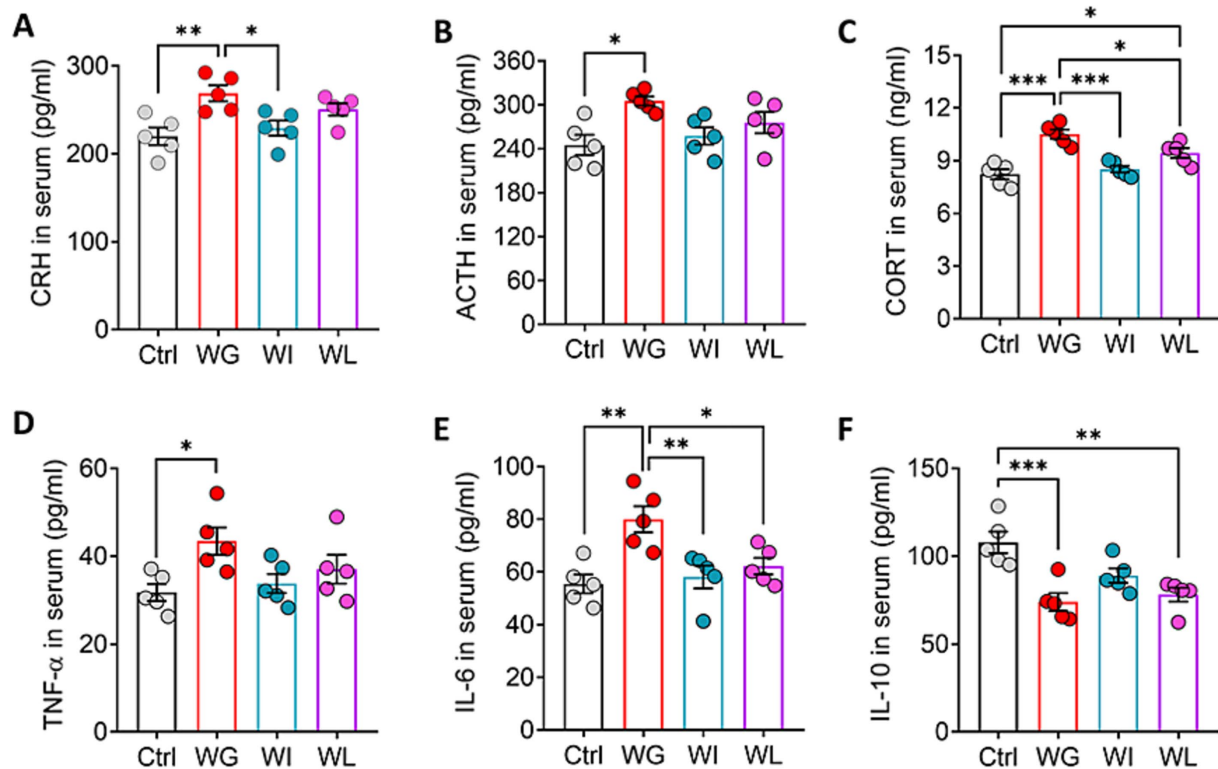 A
** *
CRH in serum (pg/ml)
300
200
100
0
Ctrl WG WI WL
B
*
ACTH in serum (pg/ml)
360
300
240
180
120
60
0
Ctrl WG WI WL
C
*
*
*** ***
CORT in serum (ng/ml)
15
12
9
6
3
0
Ctrl WG WI WL
D
*
TNF-α in serum (pg/ml)
60
40
20
0
Ctrl WG WI WL
E
** *
**
IL-6 in serum (pg/ml)
100
80
60
40
20
0
Ctrl WG WI WL
F
**
***
IL-10 in serum (pg/ml)
150
100
50
0
Ctrl WG WI WL